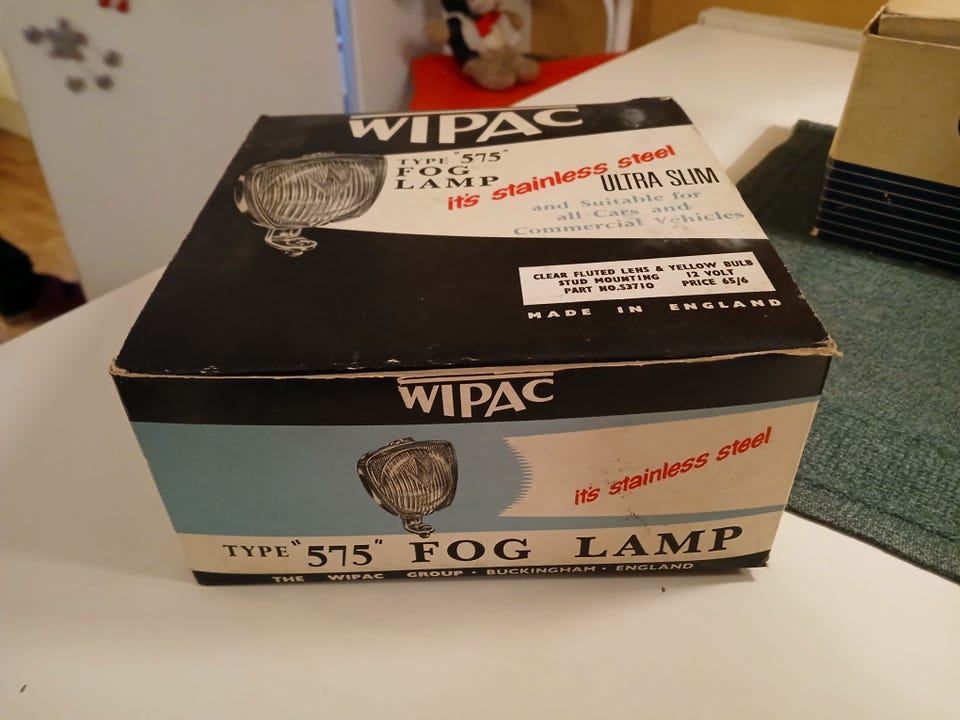 WIPAC
TYPE "575"
FOG
LAMP
it's stainless steel
ULTRA SLIM
and Suitable for
all Cars and
Commercial Vehicles
CLEAR FLUTED LENS & YELLOW BULB
STUD MOUNTING 12 VOLT
PART NO.S3710 PRICE 65/6
MADE IN ENGLAND
WIPAC
it's stainless steel
TYPE "575" FOG LAMP
THE WIPAC GROUP · BUCKINGHAM · ENGLAND